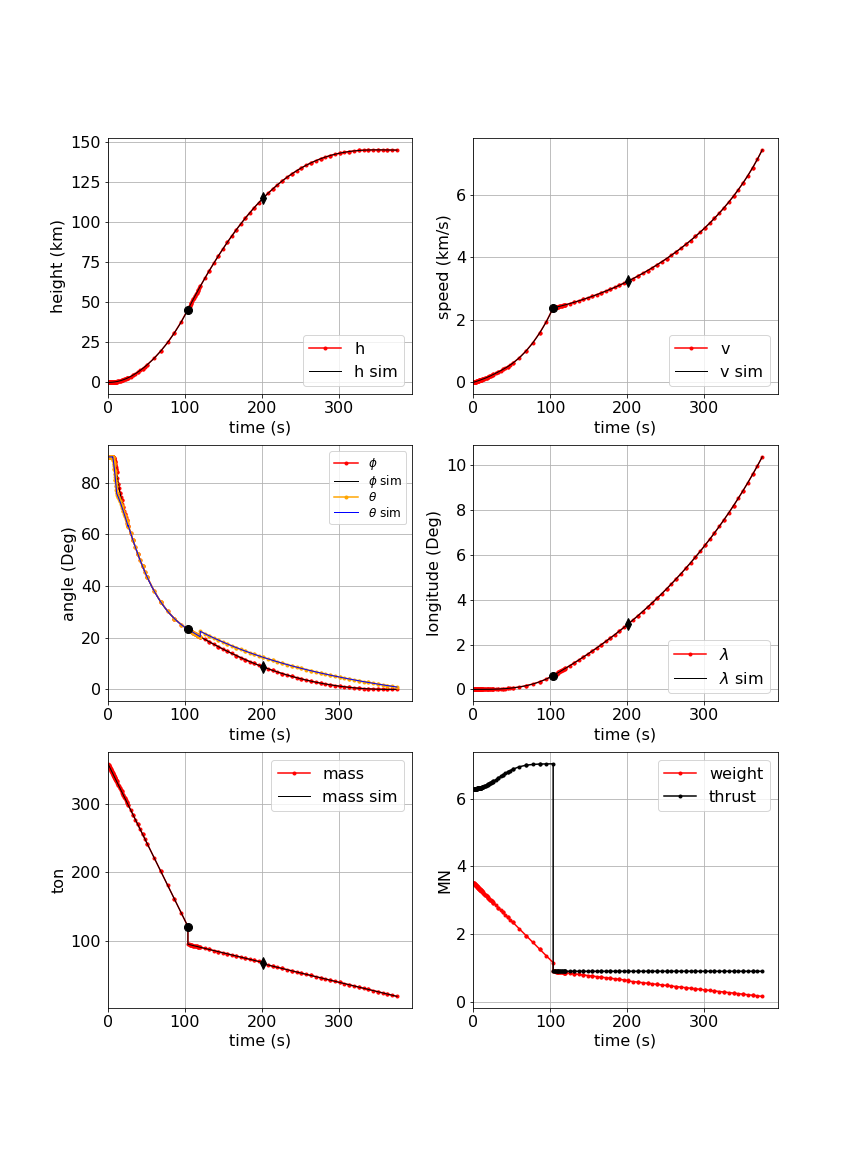 150
125
100
75
50
25
0
height (km)
h
h sim
0 100 200 300
time (s)
6
4
2
0
speed (km/s)
v
v sim
0 100 200 300
time (s)
80
60
40
20
0
angle (Deg)
ϕ
ϕ sim
θ
θ sim
0 100 200 300
time (s)
10
8
6
4
2
0
longitude (Deg)
λ
λ sim
0 100 200 300
time (s)
300
200
100
ton
mass
mass sim
0 100 200 300
time (s)
6
4
2
0
MN
weight
thrust
0 100 200 300
time (s)